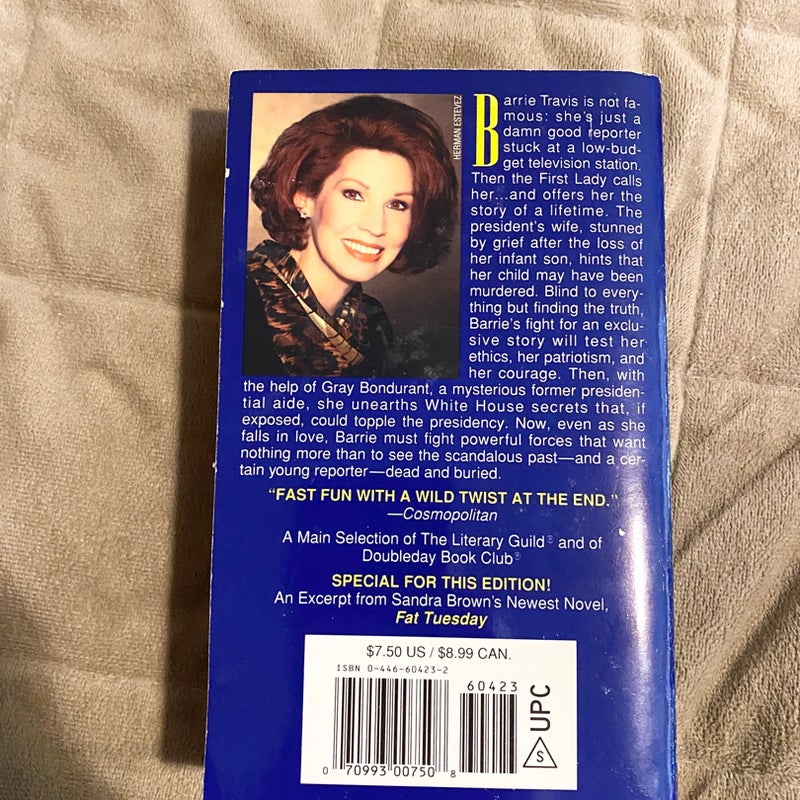 HERMAN ESTEVEZ
Barrie Travis is not fa-
mous: she's just a
damn good reporter
stuck at a low-bud-
get television station.
Then the First Lady calls
her...and offers her the
story of a lifetime. The
president's wife, stunned
by grief after the loss of
her infant son, hints that
her child may have been
murdered. Blind to every-
thing but finding the truth,
Barrie's fight for an exclu-
sive story will test her
ethics, her patriotism, and
her courage. Then, with
the help of Gray Bondurant, a mysterious former presiden-
tial aide, she unearths White House secrets that, if
exposed, could topple the presidency. Now, even as she
falls in love, Barrie must fight powerful forces that want
nothing more than to see the scandalous past—and a cer-
tain young reporter—dead and buried.
"FAST FUN WITH A WILD TWIST AT THE END."
—Cosmopolitan
A Main Selection of The Literary Guild® and of
Doubleday Book Club®
SPECIAL FOR THIS EDITION!
An Excerpt from Sandra Brown's Newest Novel,
Fat Tuesday
$7.50 US / $8.99 CAN.
ISBN 0-446-60423-2
60423
0 70993 00750 8
S UPC